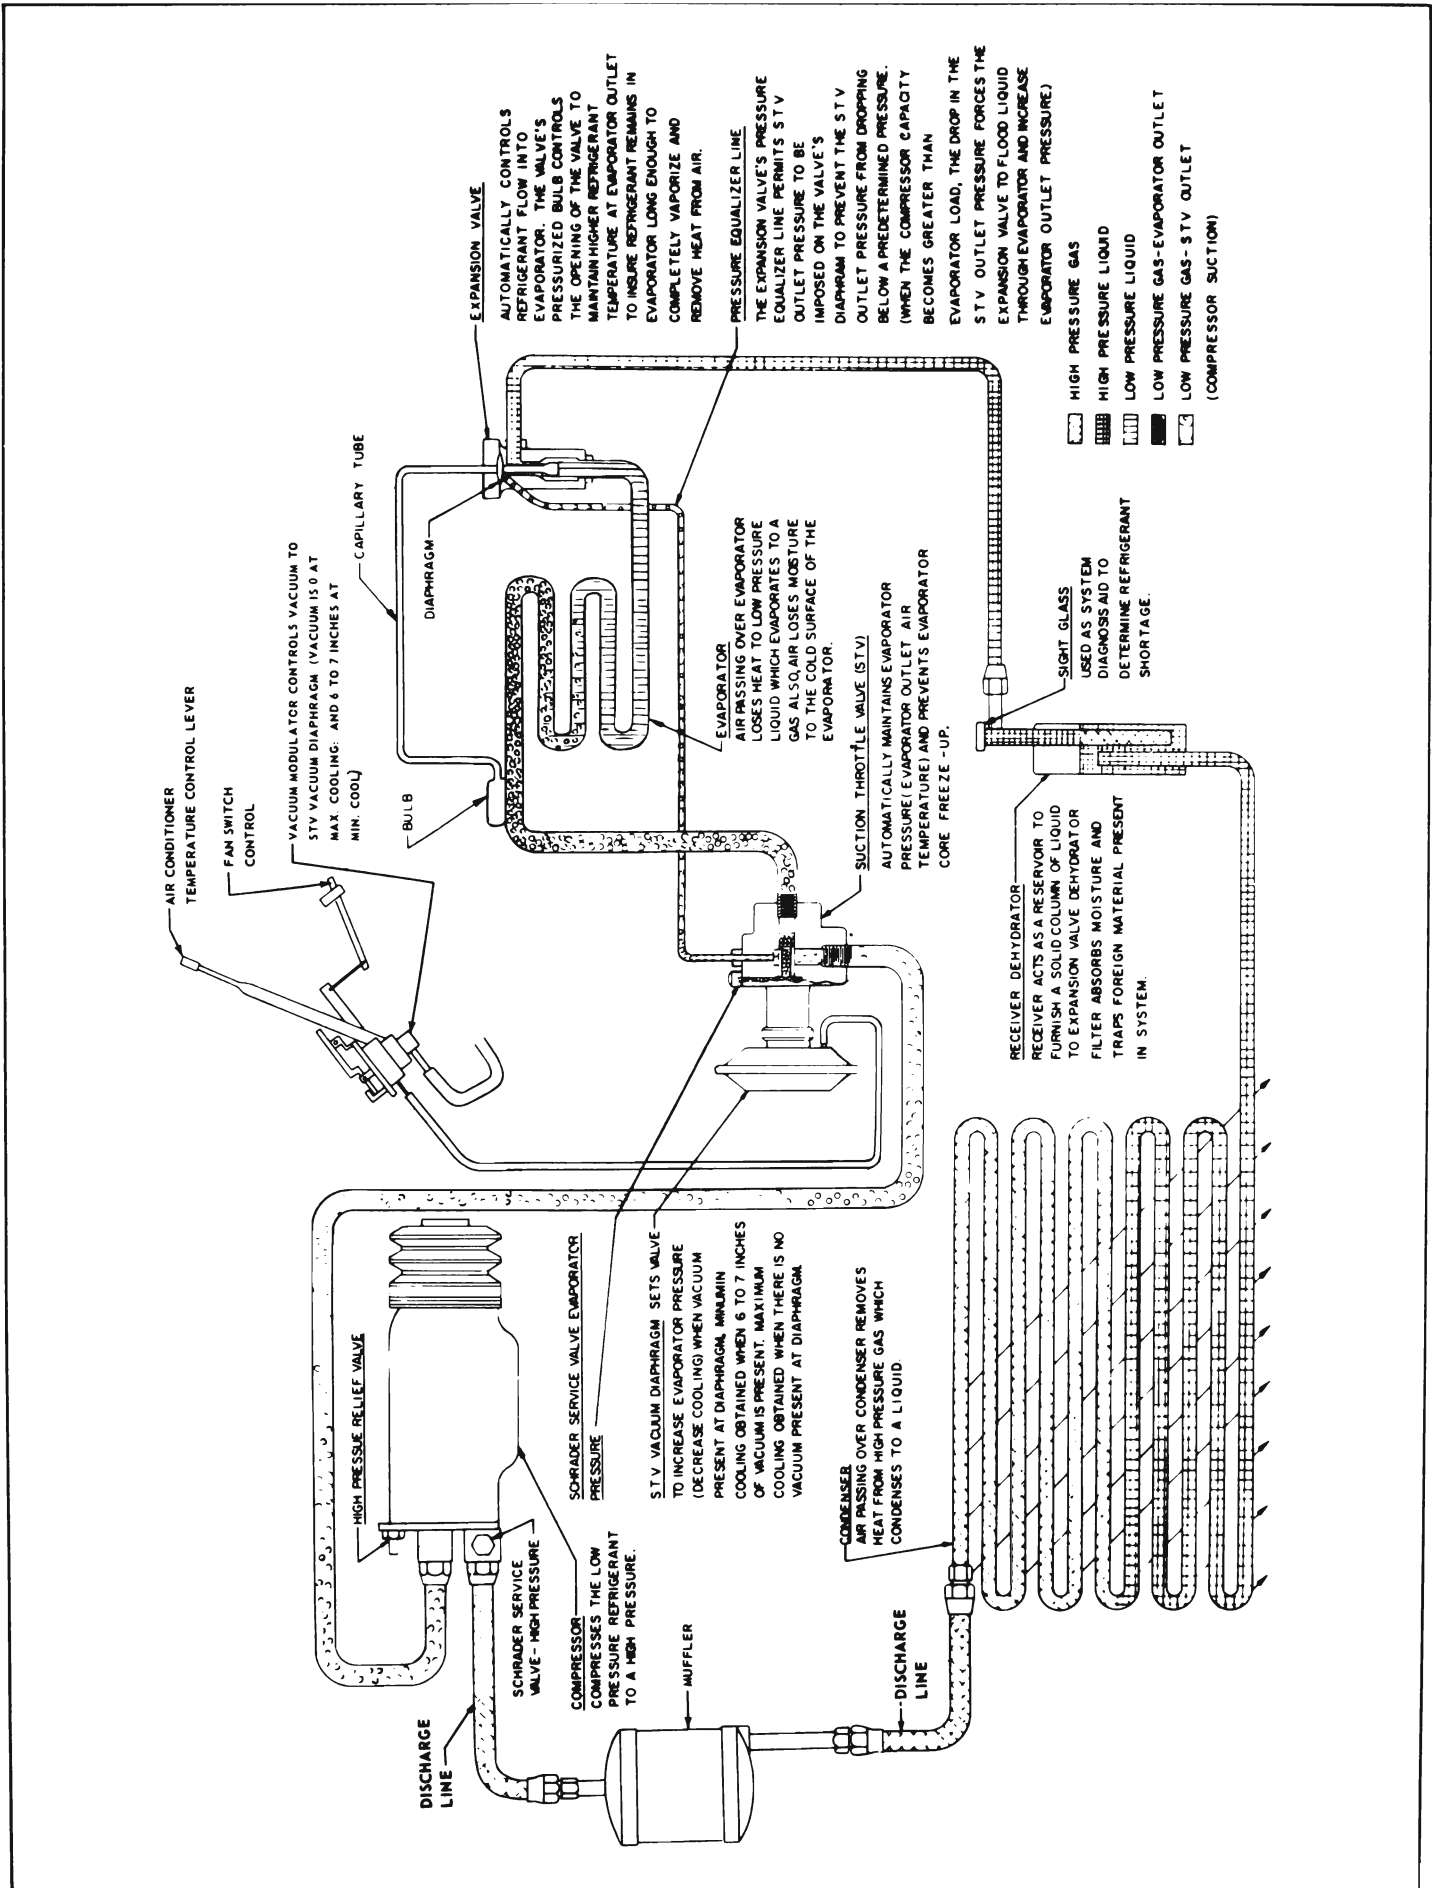 AIR CONDITIONER
TEMPERATURE CONTROL LEVER
FAN SWITCH
CONTROL
VACUUM MODULATOR CONTROLS VACUUM TO
STV VACUUM DIAPHRAGM (VACUUM IS 0 AT
MAX. COOLING: AND 6 TO 7 INCHES AT
MIN. COOL)
CAPILLARY TUBE
BULB
DIAPHRAGM
EXPANSION VALVE
AUTOMATICALLY CONTROLS
REFRIGERANT FLOW INTO
EVAPORATOR. THE VALVE'S
PRESSURIZED BULB CONTROLS
THE OPENING OF THE VALVE TO
MAINTAIN HIGHER REFRIGERANT
TEMPERATURE AT EVAPORATOR OUTLET
TO INSURE REFRIGERANT REMAINS IN
EVAPORATOR LONG ENOUGH TO
COMPLETELY VAPORIZE AND
REMOVE HEAT FROM AIR.
PRESSURE EQUALIZER LINE
THE EXPANSION VALVE'S PRESSURE
EQUALIZER LINE PERMITS STV
OUTLET PRESSURE TO BE
IMPOSED ON THE VALVE'S
DIAPHRAM TO PREVENT THE STV
OUTLET PRESSURE FROM DROPPING
BELOW A PREDETERMINED PRESSURE.
(WHEN THE COMPRESSOR CAPACITY
BECOMES GREATER THAN
EVAPORATOR LOAD, THE DROP IN THE
STV OUTLET PRESSURE FORCES THE
EXPANSION VALVE TO FLOOD LIQUID
THROUGH EVAPORATOR AND INCREASE
EVAPORATOR OUTLET PRESSURE)
HIGH PRESSURE GAS
HIGH PRESSURE LIQUID
LOW PRESSURE LIQUID
LOW PRESSURE GAS-EVAPORATOR OUTLET
LOW PRESSURE GAS-STV OUTLET
(COMPRESSOR SUCTION)
EVAPORATOR
AIR PASSING OVER EVAPORATOR
LOSES HEAT TO LOW PRESSURE
LIQUID WHICH EVAPORATES TO A
GAS ALSO, AIR LOSES MOISTURE
TO THE COLD SURFACE OF THE
EVAPORATOR.
SUCTION THROTTLE VALVE (STV)
AUTOMATICALLY MAINTAINS EVAPORATOR
PRESSURE( EVAPORATOR OUTLET AIR
TEMPERATURE) AND PREVENTS EVAPORATOR
CORE FREEZE-UP.
SIGHT GLASS
USED AS SYSTEM
DIAGNOSIS AID TO
DETERMINE REFRIGERANT
SHORTAGE.
RECEIVER DEHYDRATOR
RECEIVER ACTS AS A RESERVOIR TO
FURNISH A SOLID COLUMN OF LIQUID
TO EXPANSION VALVE DEHYDRATOR
FILTER ABSORBS MOISTURE AND
TRAPS FOREIGN MATERIAL PRESENT
IN SYSTEM.
HIGH PRESSUE RELIEF VALVE
SCHRADER SERVICE VALVE EVAPORATOR
PRESSURE
STV VACUUM DIAPHRAGM SETS VALVE
TO INCREASE EVAPORATOR PRESSURE
(DECREASE COOLING) WHEN VACUUM
PRESENT AT DIAPHRAGM, MINUMIN
COOLING OBTAINED WHEN 6 TO 7 INCHES
OF VACUUM IS PRESENT. MAXIMUM
COOLING OBTAINED WHEN THERE IS NO
VACUUM PRESENT AT DIAPHRAGM.
CONDENSER
AIR PASSING OVER CONDENSER REMOVES
HEAT FROM HIGH PRESSURE GAS WHICH
CONDENSES TO A LIQUID.
SCHRADER SERVICE
VALVE-HIGH PRESSURE
COMPRESSOR
COMPRESSES THE LOW
PRESSURE REFRIGERANT
TO A HIGH PRESSURE.
DISCHARGE
LINE
MUFFLER
DISCHARGE
LINE